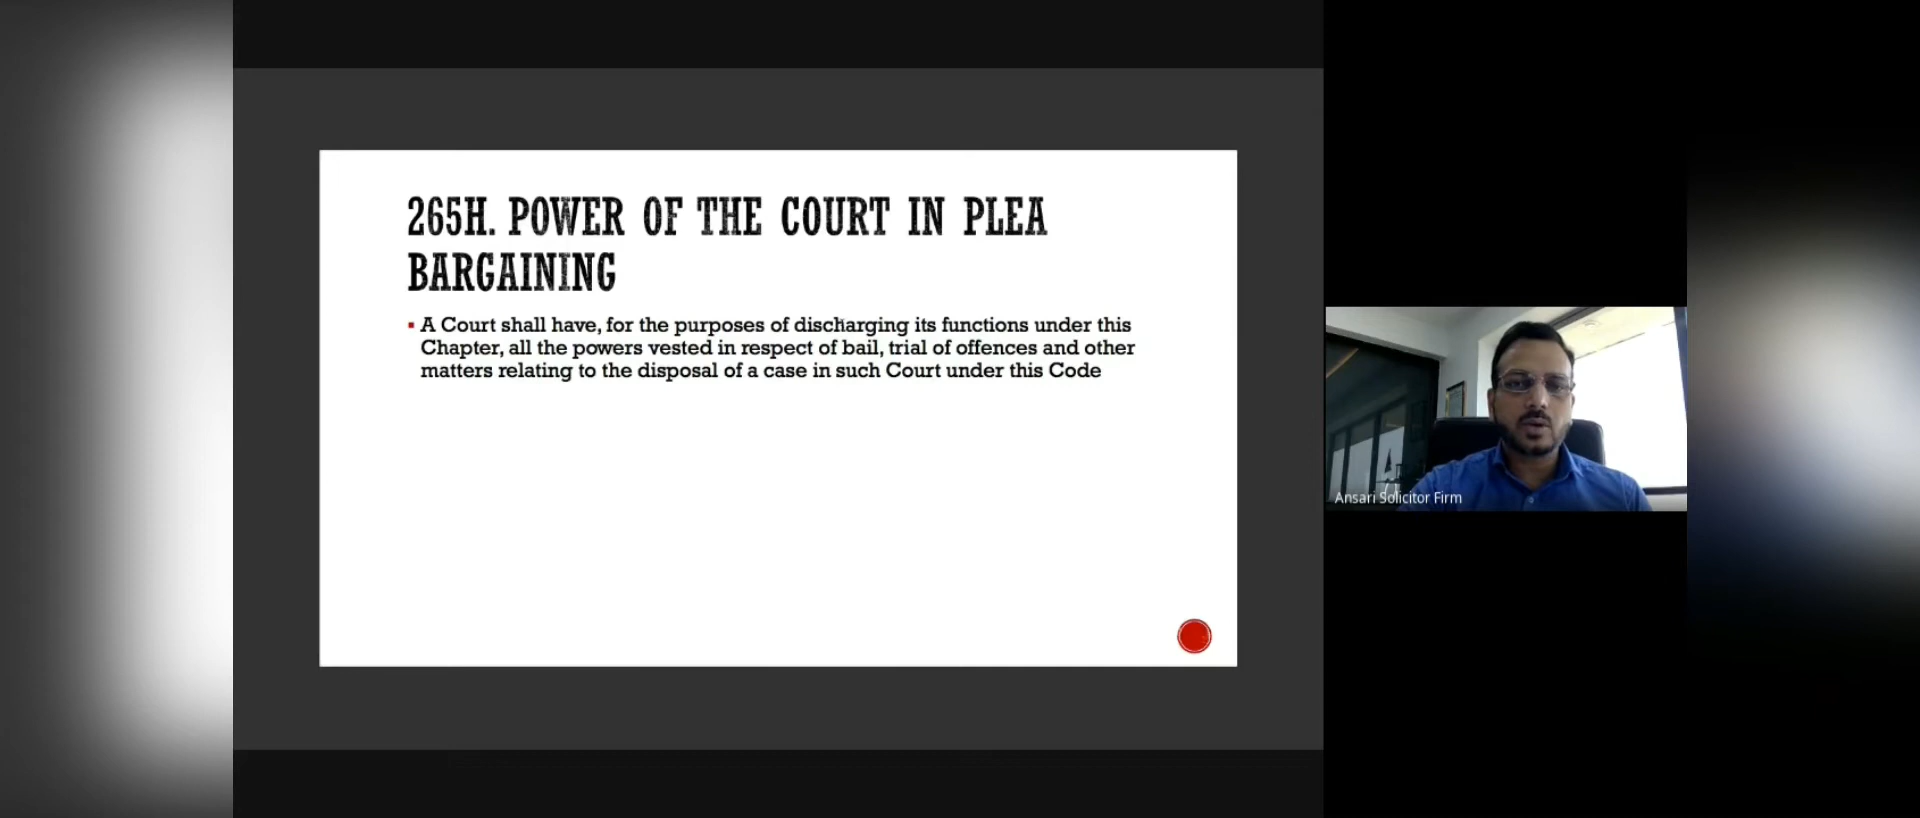 265H. POWER OF THE COURT IN PLEA
BARGAINING
▪ A Court shall have, for the purposes of discharging its functions under this
Chapter, all the powers vested in respect of bail, trial of offences and other
matters relating to the disposal of a case in such Court under this Code
Ansari Solicitor Firm